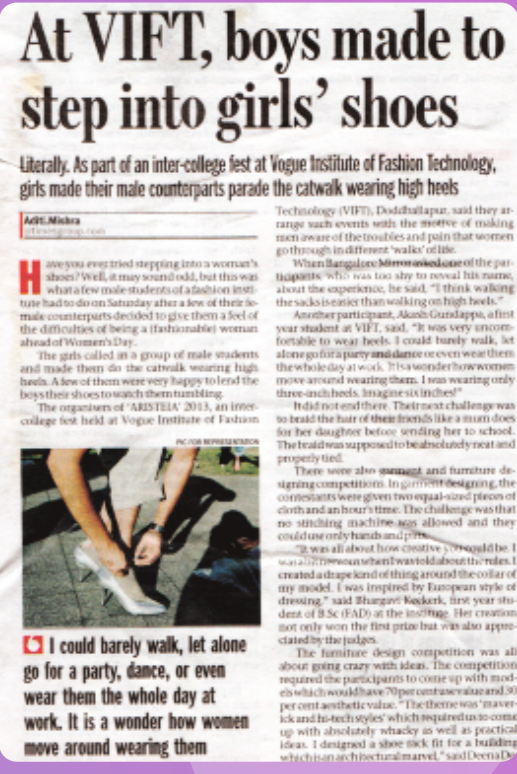 At VIFT, boys made to
step into girls' shoes
Literally. As part of an inter-college fest at Vogue Institute of Fashion Technology,
girls made their male counterparts parade the catwalk wearing high heels
Aditi.Mishra
Have you ever tried stepping into a woman's
shoes? Well, it may sound odd, but this was
what a few male students of a fashion insti-
tute had to do on Saturday after a few of their fe-
male counterparts decided to give them a feel of
the difficulties of being a (fashionable) woman
ahead of Women's Day.
The girls called in a group of male students
and made them do the catwalk wearing high
heels. A few of them were very happy to lend the
boys their shoes to watch them tumbling.
The organisers of 'ARISTEIA' 2013, an inter-
college fest held at Vogue Institute of Fashion
PIC FOR REPRESENTATION
I could barely walk, let alone
go for a party, dance, or even
wear them the whole day at
work. It is a wonder how women
move around wearing them
Technology (VIFT), Doddballapur, said they ar-
range such events with the motive of making
men aware of the troubles and pain that women
go through in different 'walks' of life.
When Bangalore Mirror asked one of the par-
ticipants, who was too shy to reveal his name,
about the experience, he said, "I think walking
the sacks is easier than walking on high heels."
Another participant, Akash Gundappa, a first
year student at VIFT, said, "It was very uncom-
fortable to wear heels. I could barely walk, let
alone go for a party and dance or even wear them
the whole day at work. It is a wonder how women
move around wearing them. I was wearing only
three-inch heels. Imagine six inches!"
It did not end there. Their next challenge was
to braid the hair of their friends like a mum does
for her daughter before sending her to school.
The braid was supposed to be absolutely neat and
properly tied.
There were also garment and furniture de-
signing competitions. In garment designing, the
contestants were given two equal-sized pieces of
cloth and an hour's time. The challenge was that
no stitching machine was allowed and they
could use only hands and pins.
"It was all about how creative you could be. I
was a bit nervous when I was told about the rules. I
created a drape kind of thing around the collar of
my model. I was inspired by European style of
dressing," said Bhargavi first year stu-
dent of B.Sc (FAD) at the institute. Her creation
not only won the first prize but was also appre-
ciated by the judges.
The furniture design competition was all
about going crazy with ideas. The competition
required the participants to come up with mod-
els which would have 70 per cent use value and 30
per cent aesthetic value. "The theme was 'maver-
ick and hi-tech styles' which required us to come
up with absolutely whacky as well as practical
ideas. I designed a shoe rack fit for a building
which is an architectural marvel," said Deena De